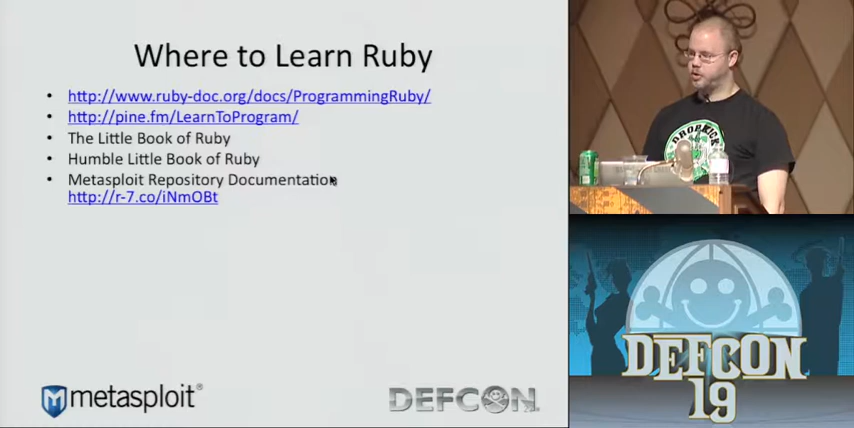 Where to Learn Ruby
• http://www.ruby-doc.org/docs/ProgrammingRuby/
• http://pine.fm/LearnToProgram/
• The Little Book of Ruby
• Humble Little Book of Ruby
• Metasploit Repository Documentation
http://r-7.co/iNmOBt
metasploit®
DEFCON
DROPKICK
DEFCON
19